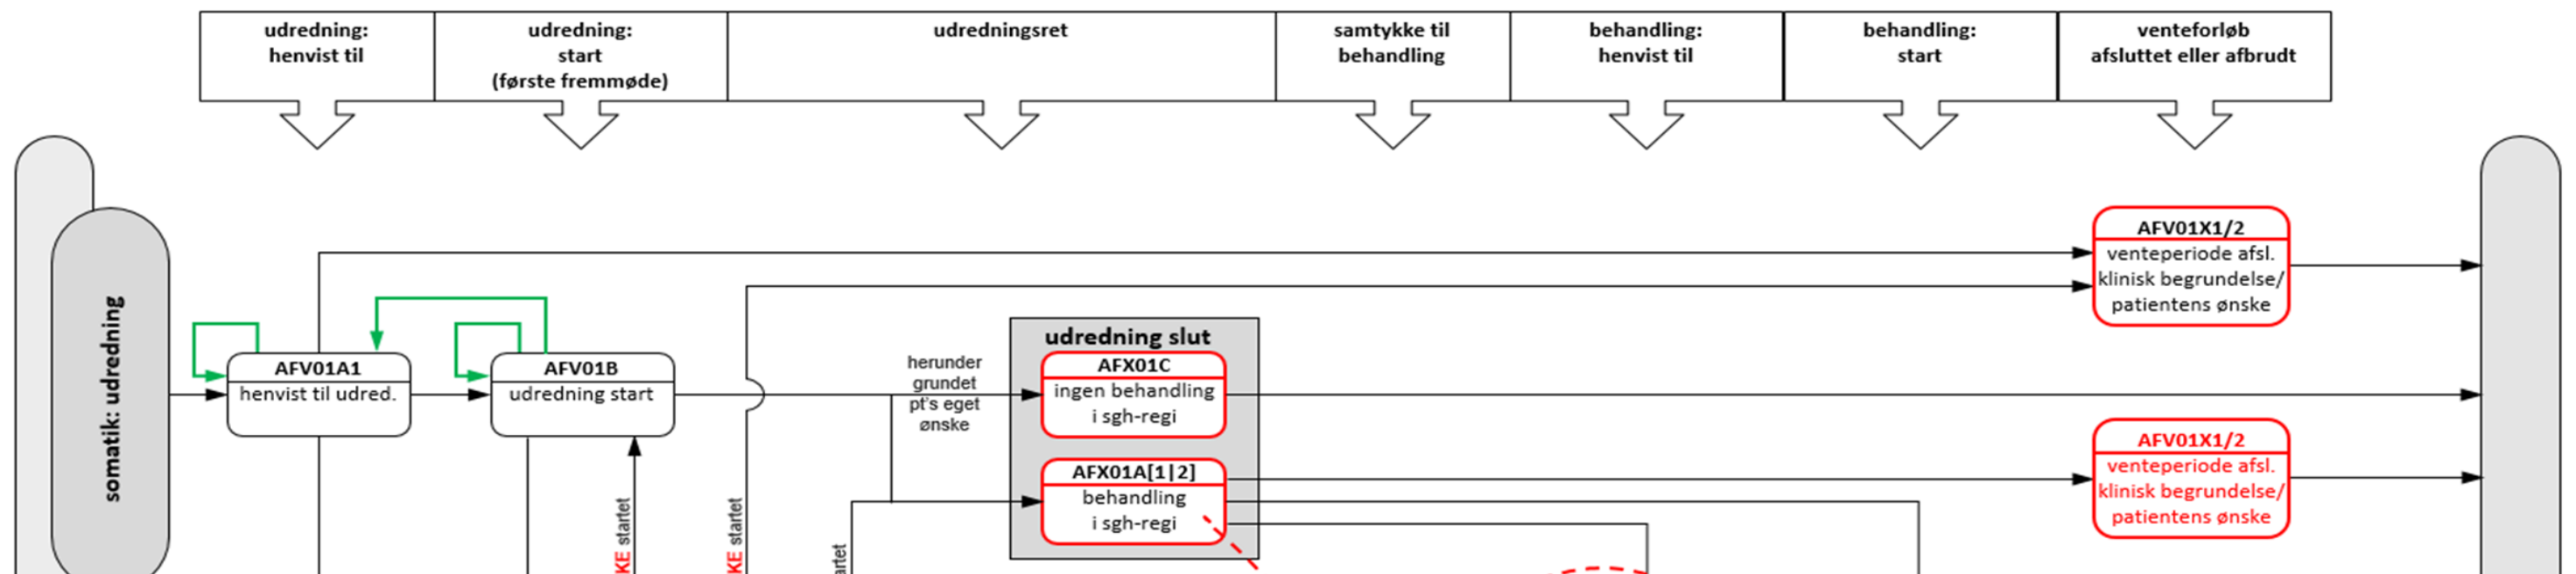 udredning:
henvist til
udredning:
start
(første fremmøde)
udredningsret
samtykke til
behandling
behandling:
henvist til
behandling:
start
venteforløb
afsluttet eller afbrudt
somatik: udredning
AFV01A1
henvist til udred.
AFV01B
udredning start
KE startet
KE startet
artet
herunder
grundet
pt's eget
ønske
udredning slut
AFX01C
ingen behandling
i sgh-regi
AFX01A[1|2]
behandling
i sgh-regi
AFV01X1/2
venteperiode afsl.
klinisk begrundelse/
patientens ønske
AFV01X1/2
venteperiode afsl.
klinisk begrundelse/
patientens ønske